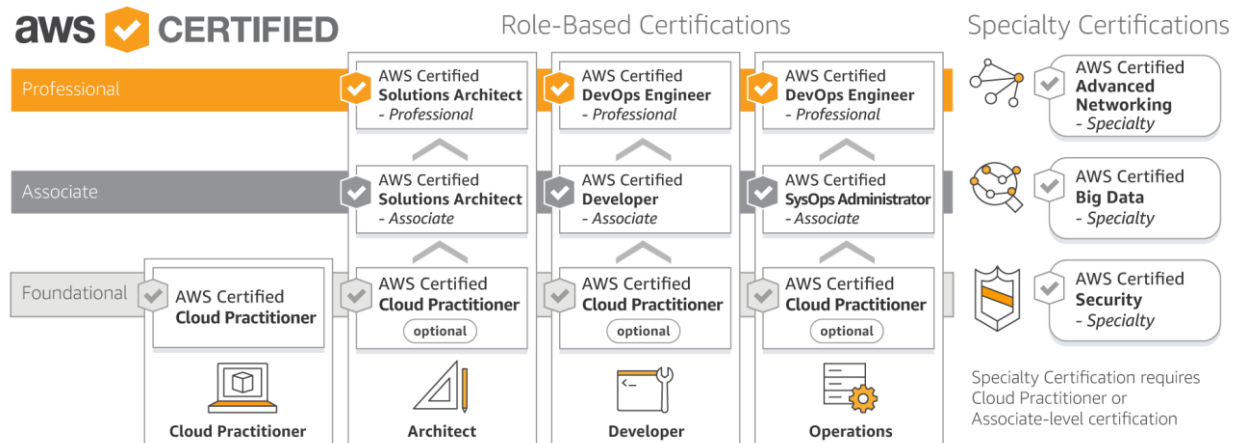 aws CERTIFIED
Role-Based Certifications
Specialty Certifications
Professional
AWS Certified
Solutions Architect
- Professional
AWS Certified
DevOps Engineer
- Professional
AWS Certified
DevOps Engineer
- Professional
Associate
AWS Certified
Solutions Architect
- Associate
AWS Certified
Developer
- Associate
AWS Certified
SysOps Administrator
- Associate
Foundational
AWS Certified
Cloud Practitioner
AWS Certified
Cloud Practitioner
optional
AWS Certified
Cloud Practitioner
optional
AWS Certified
Cloud Practitioner
optional
Cloud Practitioner
Architect
Developer
Operations
AWS Certified
Advanced
Networking
- Specialty
AWS Certified
Big Data
- Specialty
AWS Certified
Security
- Specialty
Specialty Certification requires
Cloud Practitioner or
Associate-level certification